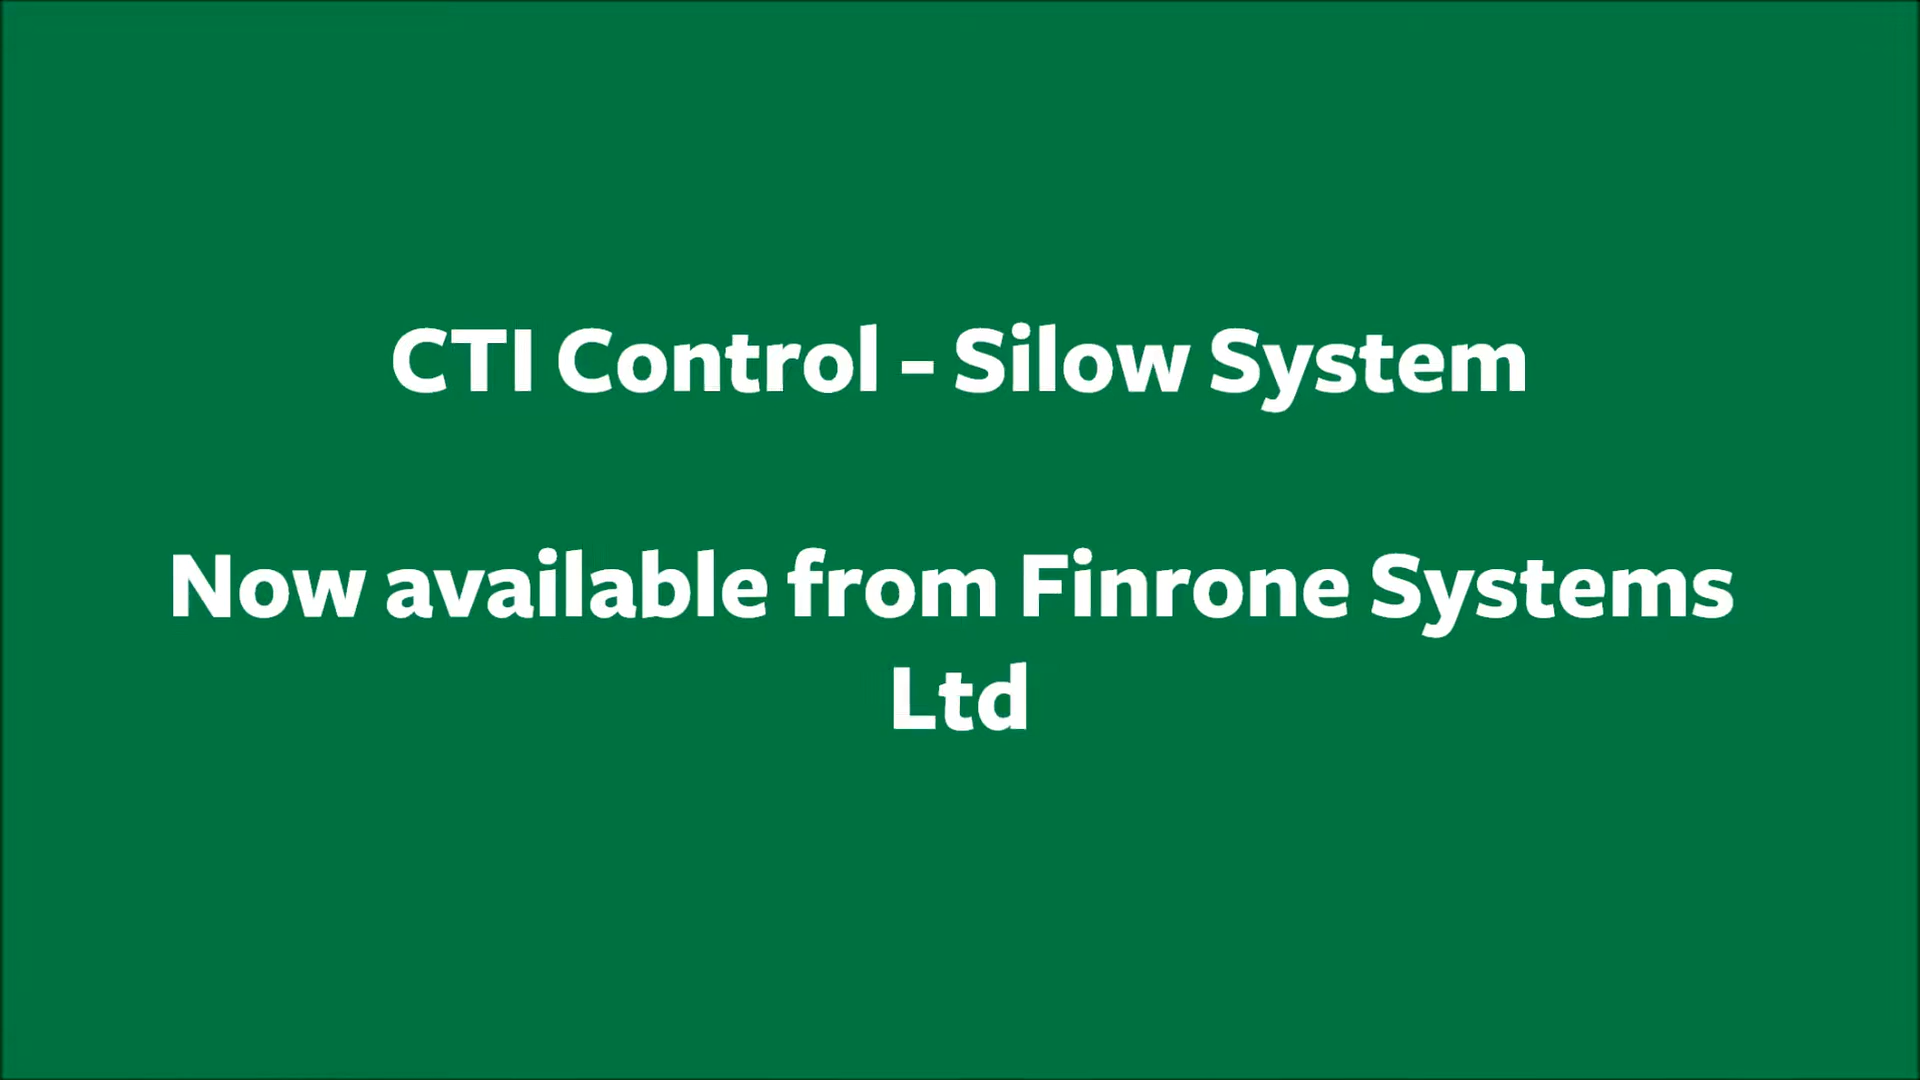 CTI Control - Silow System
Now available from Finrone Systems
Ltd